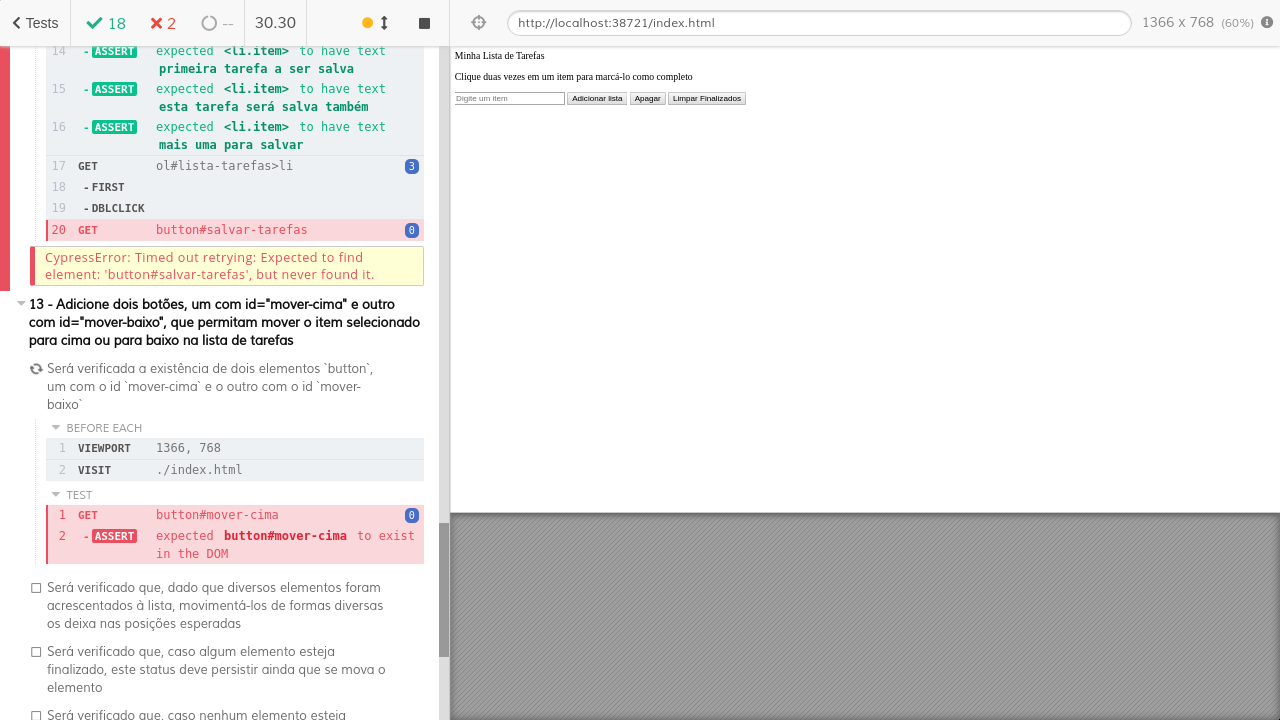 Tests
18
2
--
30.30
http://localhost:38721/index.html
1366 x 768 (60%)
14 - ASSERT expected <li.item> to have text
primeira tarefa a ser salva
15 - ASSERT expected <li.item> to have text
esta tarefa será salva também
16 - ASSERT expected <li.item> to have text
mais uma para salvar
17 GET ol#lista-tarefas>li 3
18 - FIRST
19 - DBLCLICK
20 GET button#salvar-tarefas 0
CypressError: Timed out retrying: Expected to find
element: 'button#salvar-tarefas', but never found it.
13 - Adicione dois botões, um com id="mover-cima" e outro
com id="mover-baixo", que permitam mover o item selecionado
para cima ou para baixo na lista de tarefas
Será verificada a existência de dois elementos `button`,
um com o id `mover-cima` e o outro com o id `mover-
baixo`
BEFORE EACH
1 VIEWPORT 1366, 768
2 VISIT ./index.html
TEST
1 GET button#mover-cima 0
2 - ASSERT expected button#mover-cima to exist
in the DOM
Será verificado que, dado que diversos elementos foram
acrescentados à lista, movimentá-los de formas diversas
os deixa nas posições esperadas
Será verificado que, caso algum elemento esteja
finalizado, este status deve persistir ainda que se mova o
elemento
Será verificado que, caso nenhum elemento esteja
Minha Lista de Tarefas
Clique duas vezes em um item para marcá-lo como completo
Digite um item
Adicionar lista
Apagar
Limpar Finalizados